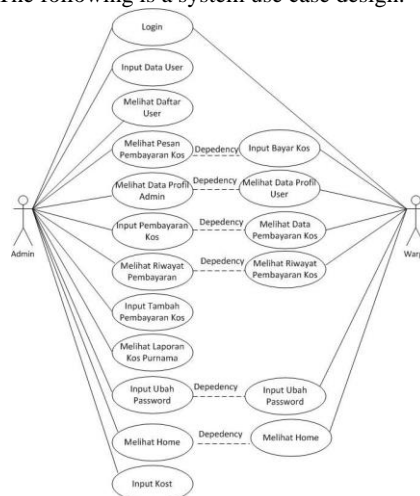 The following is a system use case design:
Login
Input Data User
Melihat Daftar
User
Melihat Pesan
Pembayaran Kos
Depedency
Input Bayar Kos
Melihat Data Profil
Admin
Depedency
Melihat Data Profil
User
Input Pembayaran
Kos
Dependency
Melihat Data
Pembayaran Kos
Admin
Warga
Melihat Riwayat
Pembayaran
Dependency
Melihat Riwayat
Pembayaran Kos
Input Tambah
Pembayaran Kos
Melihat Laporan
Kos Purnama
Input Ubah
Password
Depedency
Input Ubah
Password
Melihat Home
Depedency
Melihat Home
Input Kost